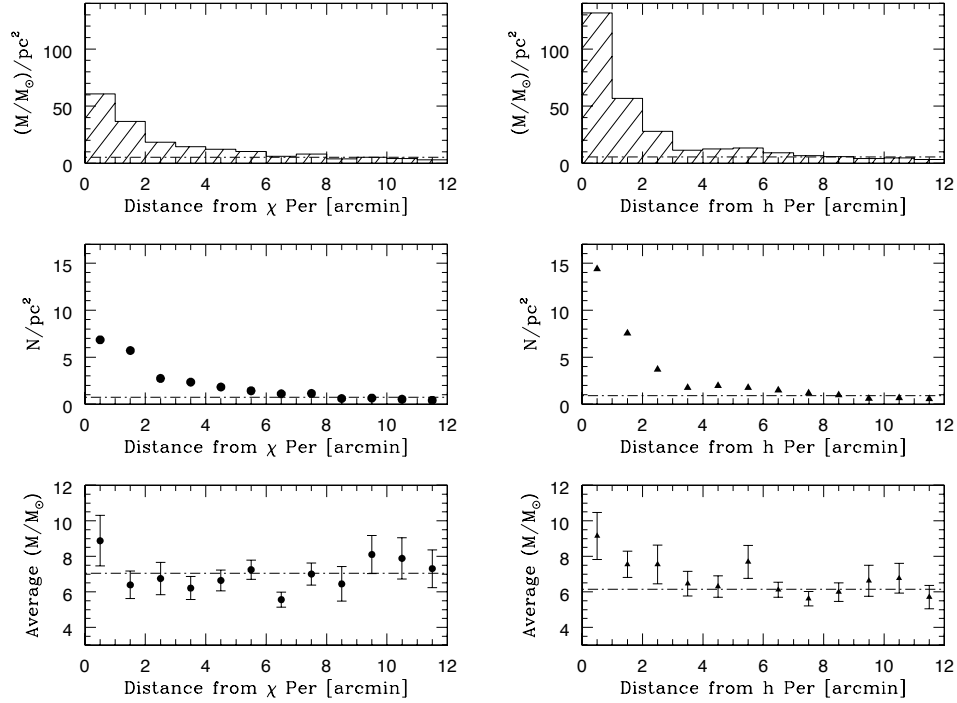 (M/M☉)/pc²
100
50
0
0 2 4 6 8 10 12
Distance from χ Per [arcmin]
(M/M☉)/pc²
100
50
0
0 2 4 6 8 10 12
Distance from h Per [arcmin]
N/pc²
15
10
5
0
0 2 4 6 8 10 12
Distance from χ Per [arcmin]
N/pc²
15
10
5
0
0 2 4 6 8 10 12
Distance from h Per [arcmin]
Average (M/M☉)
12
10
8
6
4
0 2 4 6 8 10 12
Distance from χ Per [arcmin]
Average (M/M☉)
12
10
8
6
4
0 2 4 6 8 10 12
Distance from h Per [arcmin]